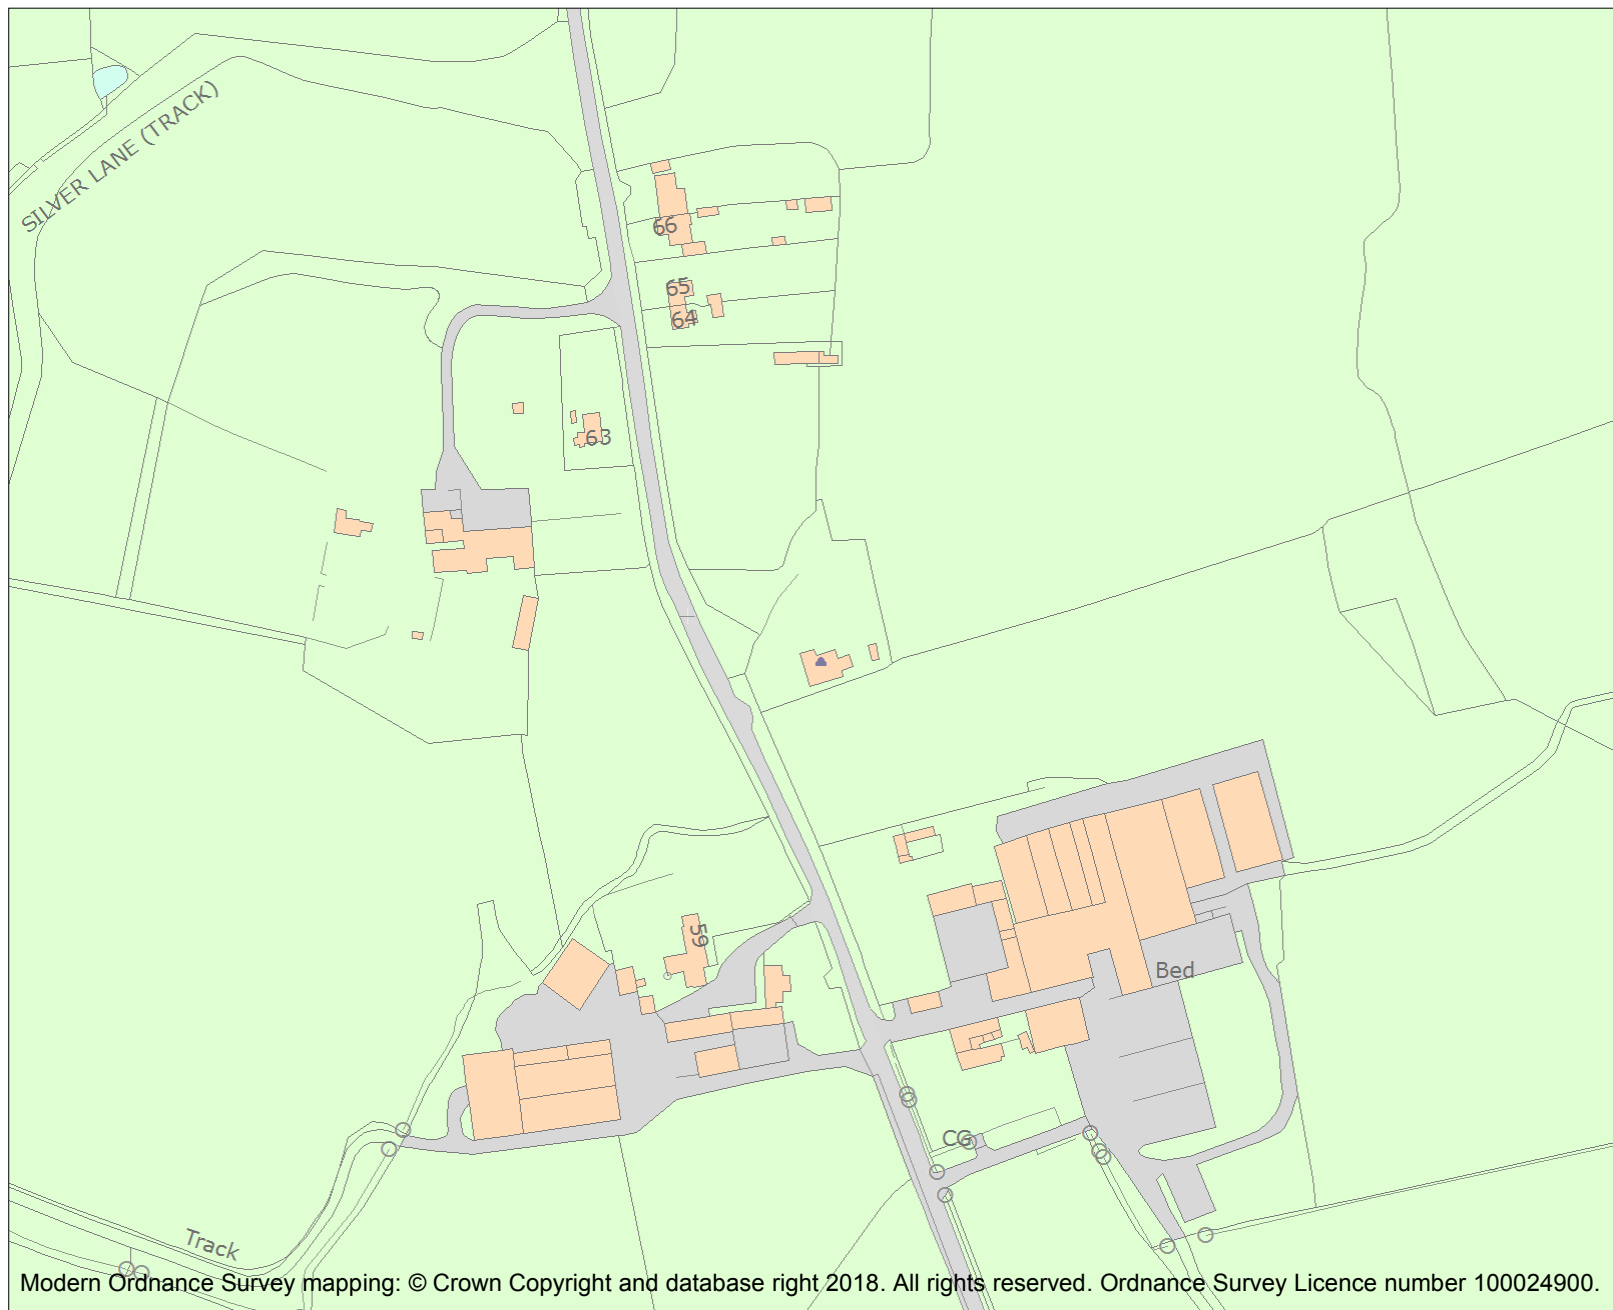 SILVER LANE (TRACK)
66
65
64
63
59
Bed
CG
Track
Modern Ordnance Survey mapping: © Crown Copyright and database right 2018. All rights reserved. Ordnance Survey Licence number 100024900.